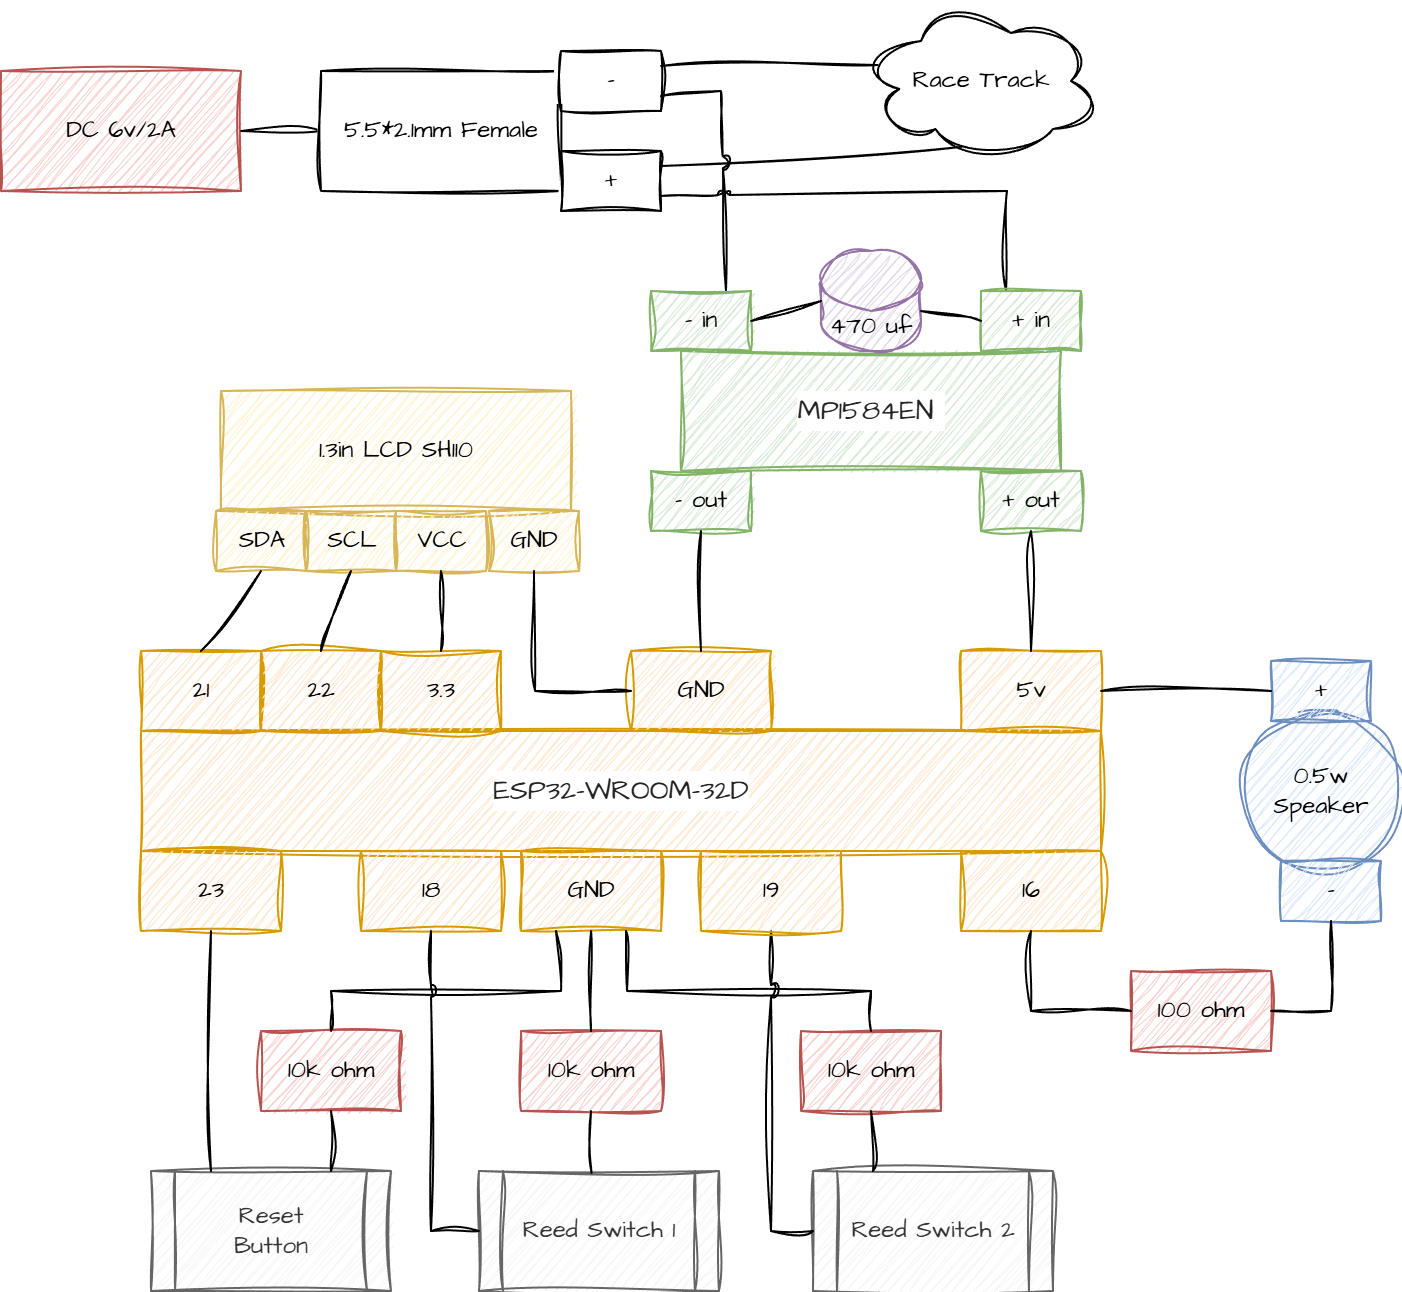 DC 6v/2A
5.5*2.1mm Female
-
+
Race Track
- in
470 uf
+ in
MP1584EN
- out
+ out
1.3in LCD SH110
SDA
SCL
VCC
GND
21
22
3.3
GND
5v
+
0.5w
Speaker
-
ESP32-WROOM-32D
23
18
GND
19
16
100 ohm
10k ohm
10k ohm
10k ohm
Reset
Button
Reed Switch 1
Reed Switch 2